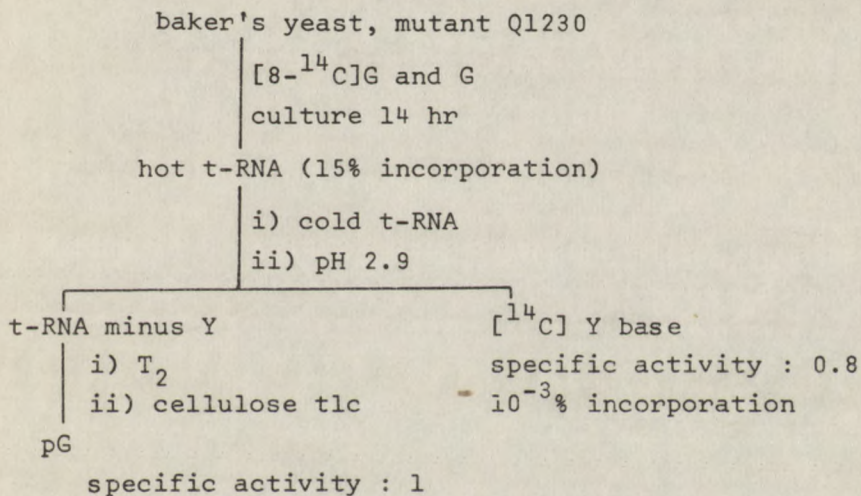 baker's yeast, mutant Q1230
[8-¹⁴C]G and G
culture 14 hr
hot t-RNA (15% incorporation)
i) cold t-RNA
ii) pH 2.9
t-RNA minus Y
i) T₂
ii) cellulose tlc
pG
specific activity : 1
[¹⁴C] Y base
specific activity : 0.8
10⁻³% incorporation